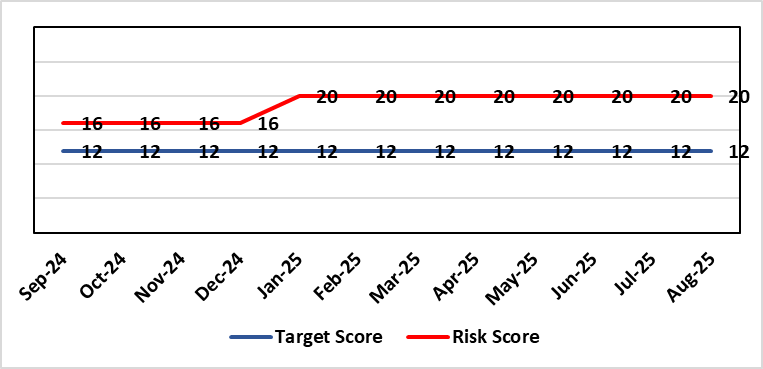 20 20 20 20 20 20 20 20
16 16 16 16
12 12 12 12 12 12 12 12 12 12 12 12
Sep-24 Oct-24 Nov-24 Dec-24 Jan-25 Feb-25 Mar-25 Apr-25 May-25 Jun-25 Jul-25 Aug-25
Target Score Risk Score